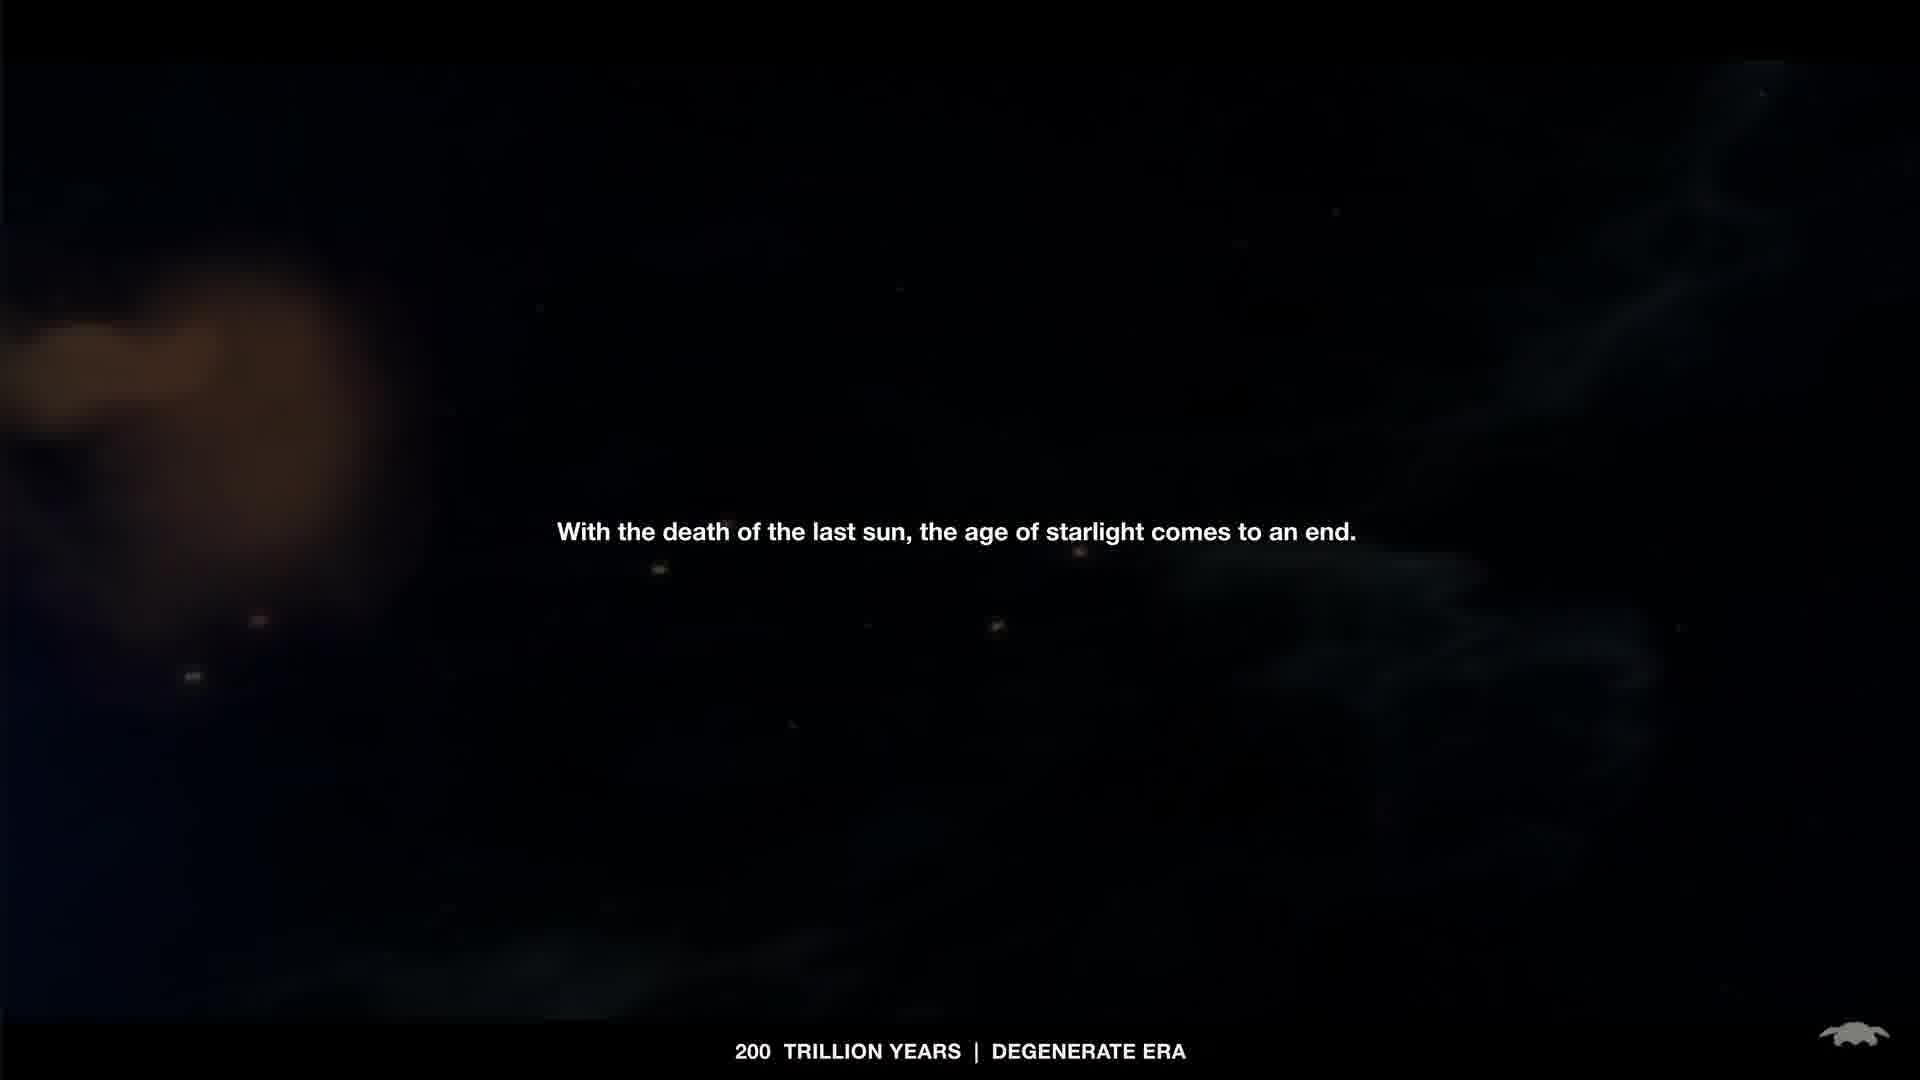 With the death of the last sun, the age of starlight comes to an end.
200 TRILLION YEARS | DEGENERATE ERA